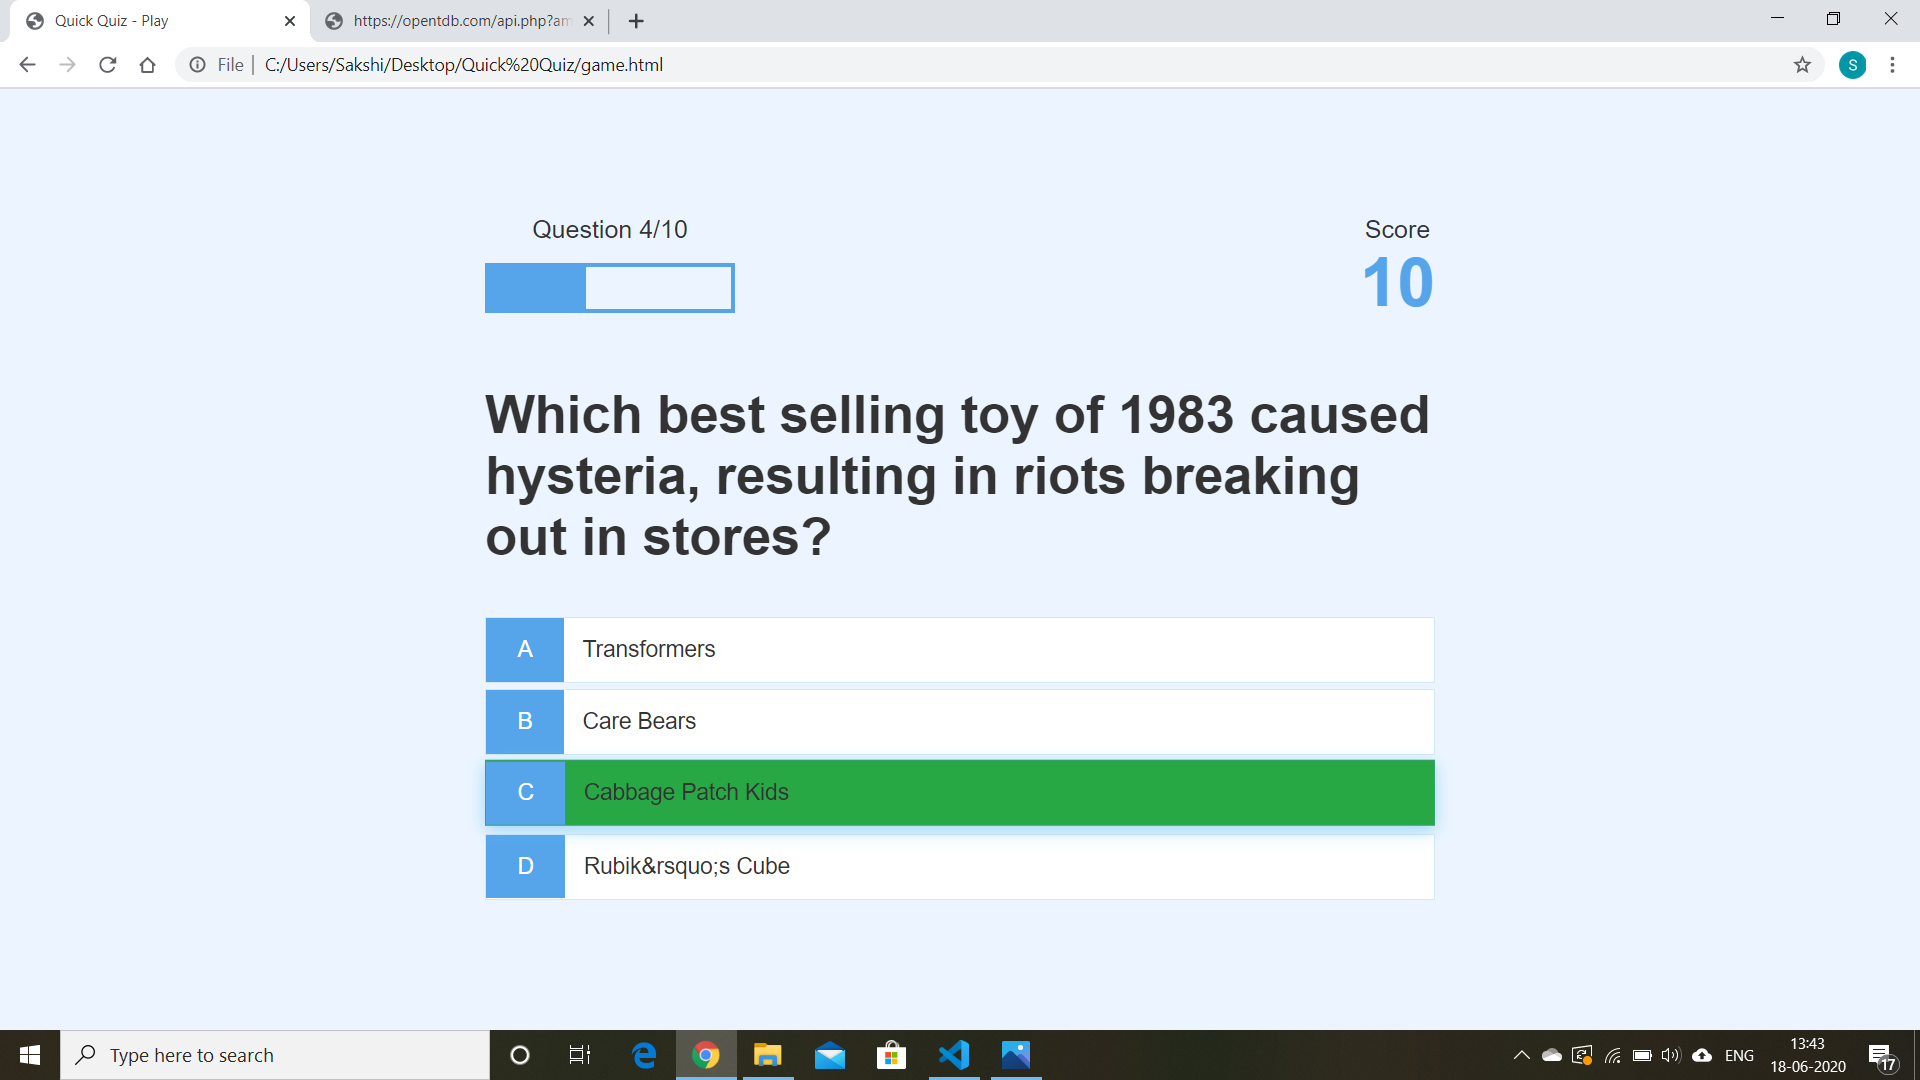 Quick Quiz - Play
https://opentdb.com/api.php?am
File
C:/Users/Sakshi/Desktop/Quick%20Quiz/game.html
S
Question 4/10
Score
10
Which best selling toy of 1983 caused
hysteria, resulting in riots breaking
out in stores?
A Transformers
B Care Bears
C Cabbage Patch Kids
D Rubik&rsquo;s Cube
Type here to search
ENG
13:43
18-06-2020
17